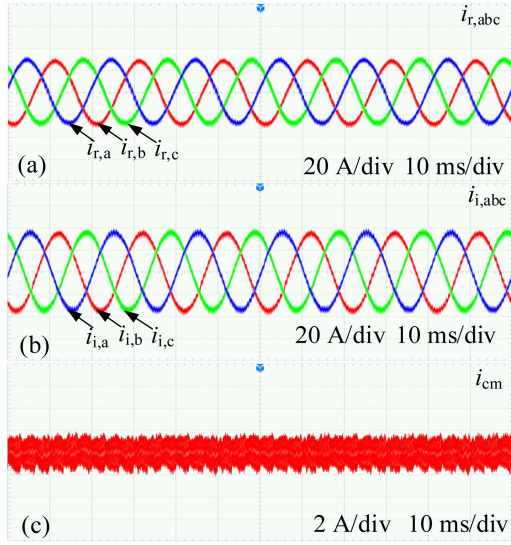 i_r,abc
i_r,a i_r,b i_r,c
(a) 20 A/div 10 ms/div
i_i,abc
i_i,a i_i,b i_i,c
(b) 20 A/div 10 ms/div
i_cm
(c) 2 A/div 10 ms/div